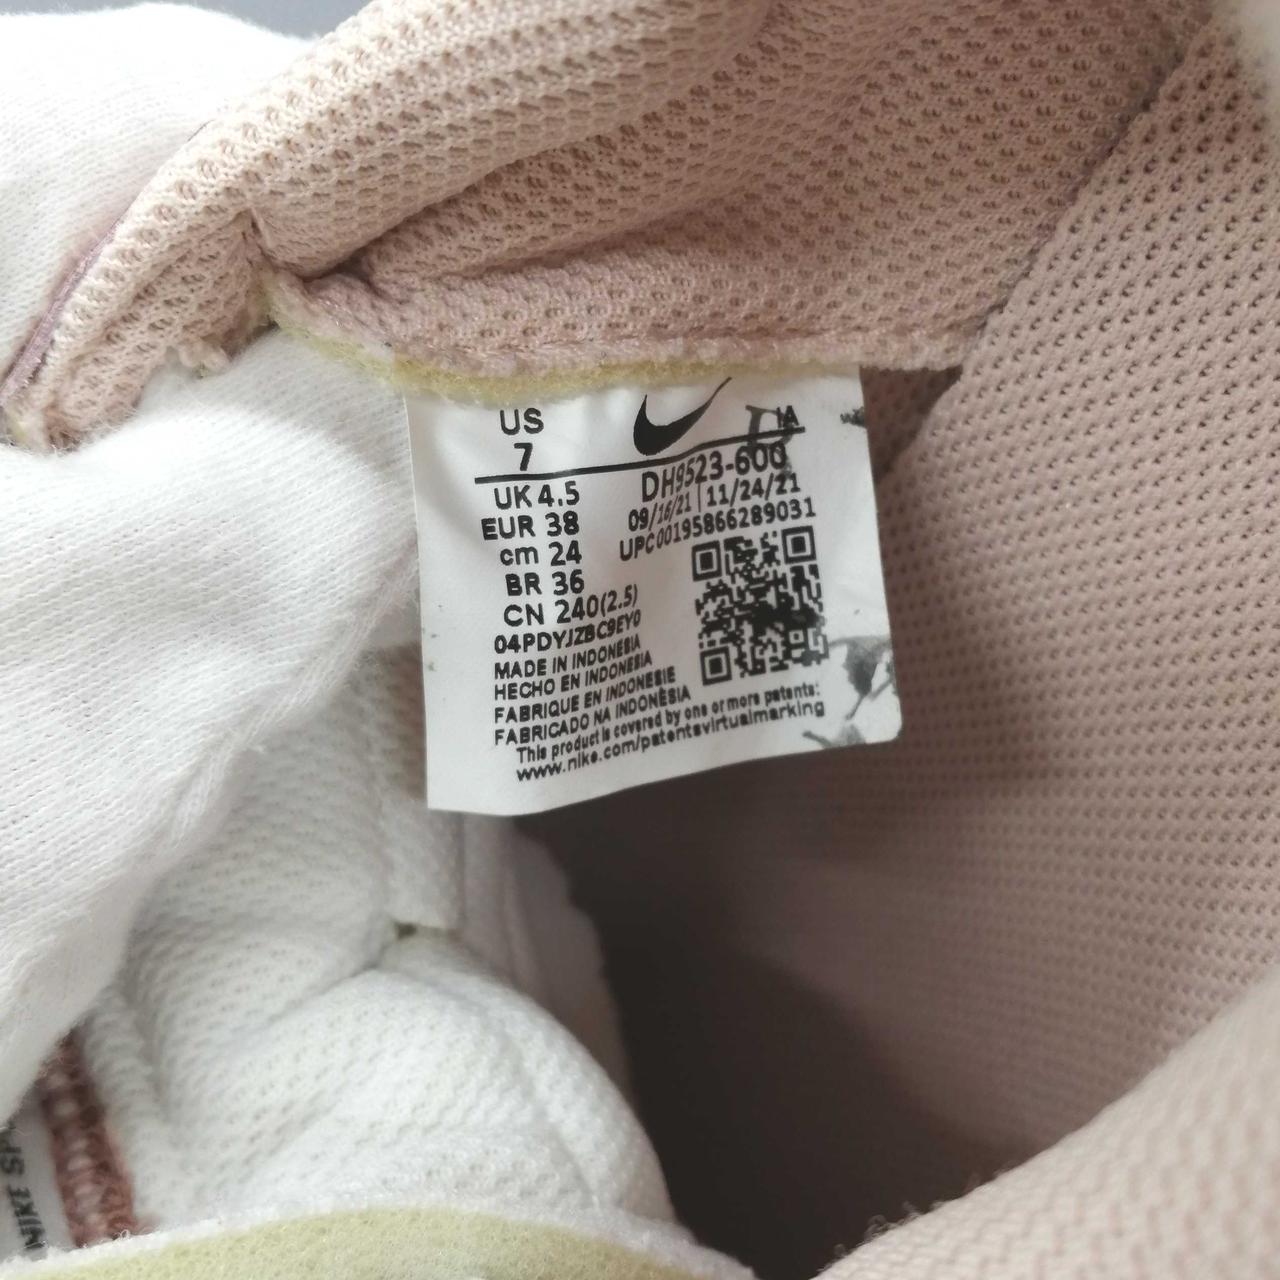 US
7
IA
UK 4.5
EUR 38
cm 24
BR 36
CN 240(2.5)
DH9523-600
09/16/21 | 11/24/21
UPC00195866289031
04PDYJZBC9EY0
MADE IN INDONESIA
HECHO EN INDONESIA
FABRIQUE EN INDONESIE
FABRICADO NA INDONÉSIA
This product is covered by one or more patents:
www.nike.com/patentsvirtualmarking